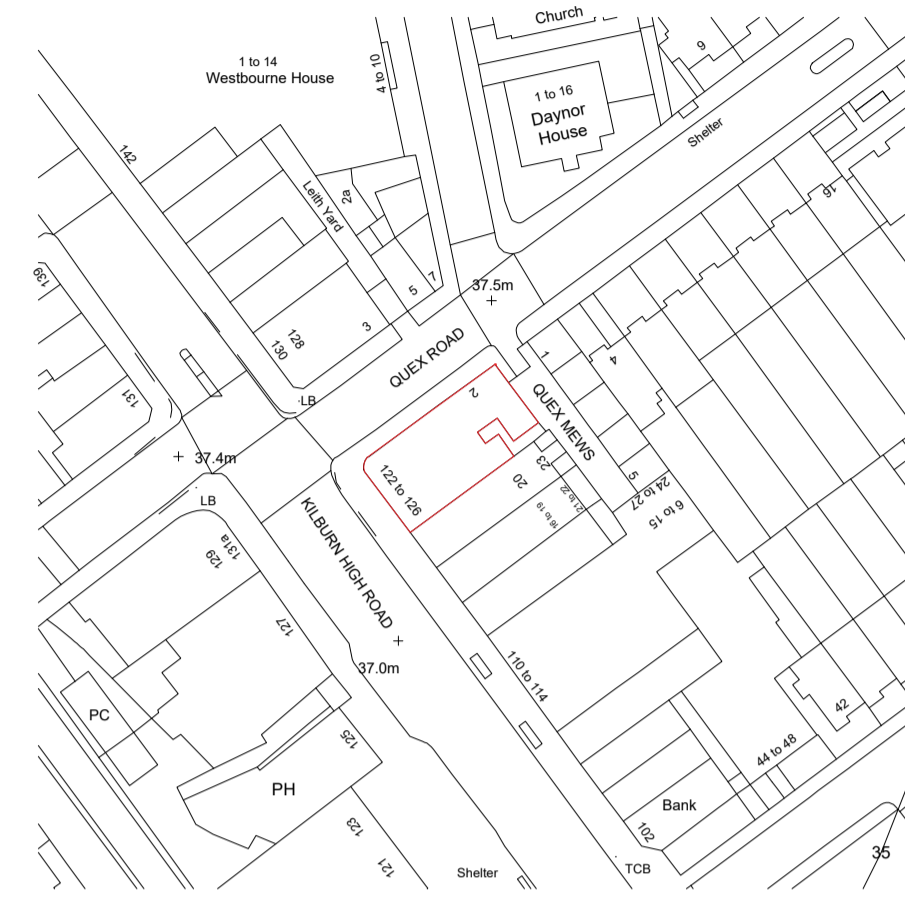 Church
1 to 14
Westbourne House
4 to 10
9
1 to 16
Daynor
House
Shelter
142
Leith Yard
2a
16
139
37.5m
5
7
3
128
130
QUEX ROAD
1
4
131
LB
2
QUEX MEWS
37.4m
122 to 126
23
20
5
24 to 27
21 to 22
16 to 19
6 to 15
LB
KILBURN HIGH ROAD
131a
129
127
37.0m
110 to 114
PC
42
125
44 to 48
PH
Bank
123
102
121
35
Shelter
TCB